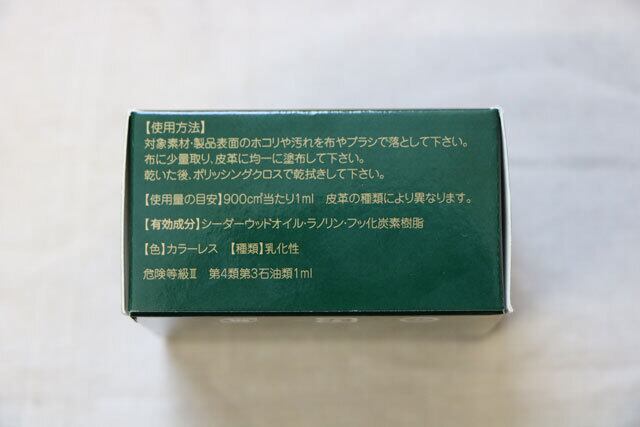 【使用方法】
対象素材・製品表面のホコリや汚れを布やブラシで落として下さい。
布に少量取り、皮革に均一に塗布して下さい。
乾いた後、ポリッシングクロスで乾拭きして下さい。
【使用量の目安】900c㎡当たり1ml 皮革の種類により異なります。
【有効成分】シーダーウッドオイル・ラノリン・フッ化炭素樹脂
【色】カラーレス 【種類】乳化性
危険等級Ⅲ 第4類第3石油類1ml